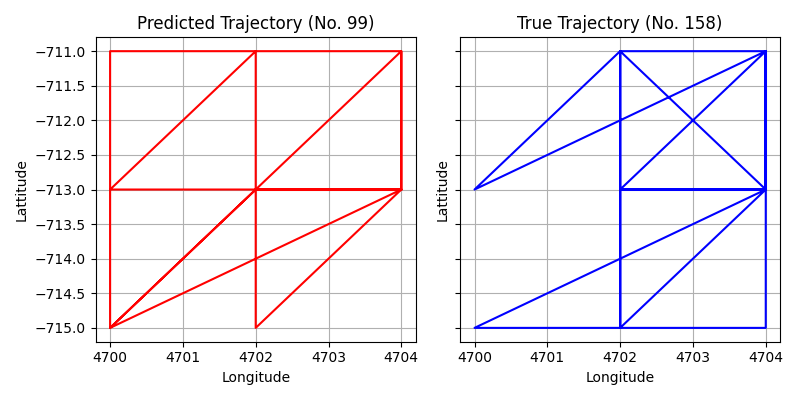 Predicted Trajectory (No. 99)
True Trajectory (No. 158)
−711.0
−711.5
−712.0
−712.5
−713.0
−713.5
−714.0
−714.5
−715.0
Lattitude
Lattitude
4700 4701 4702 4703 4704
4700 4701 4702 4703 4704
Longitude
Longitude